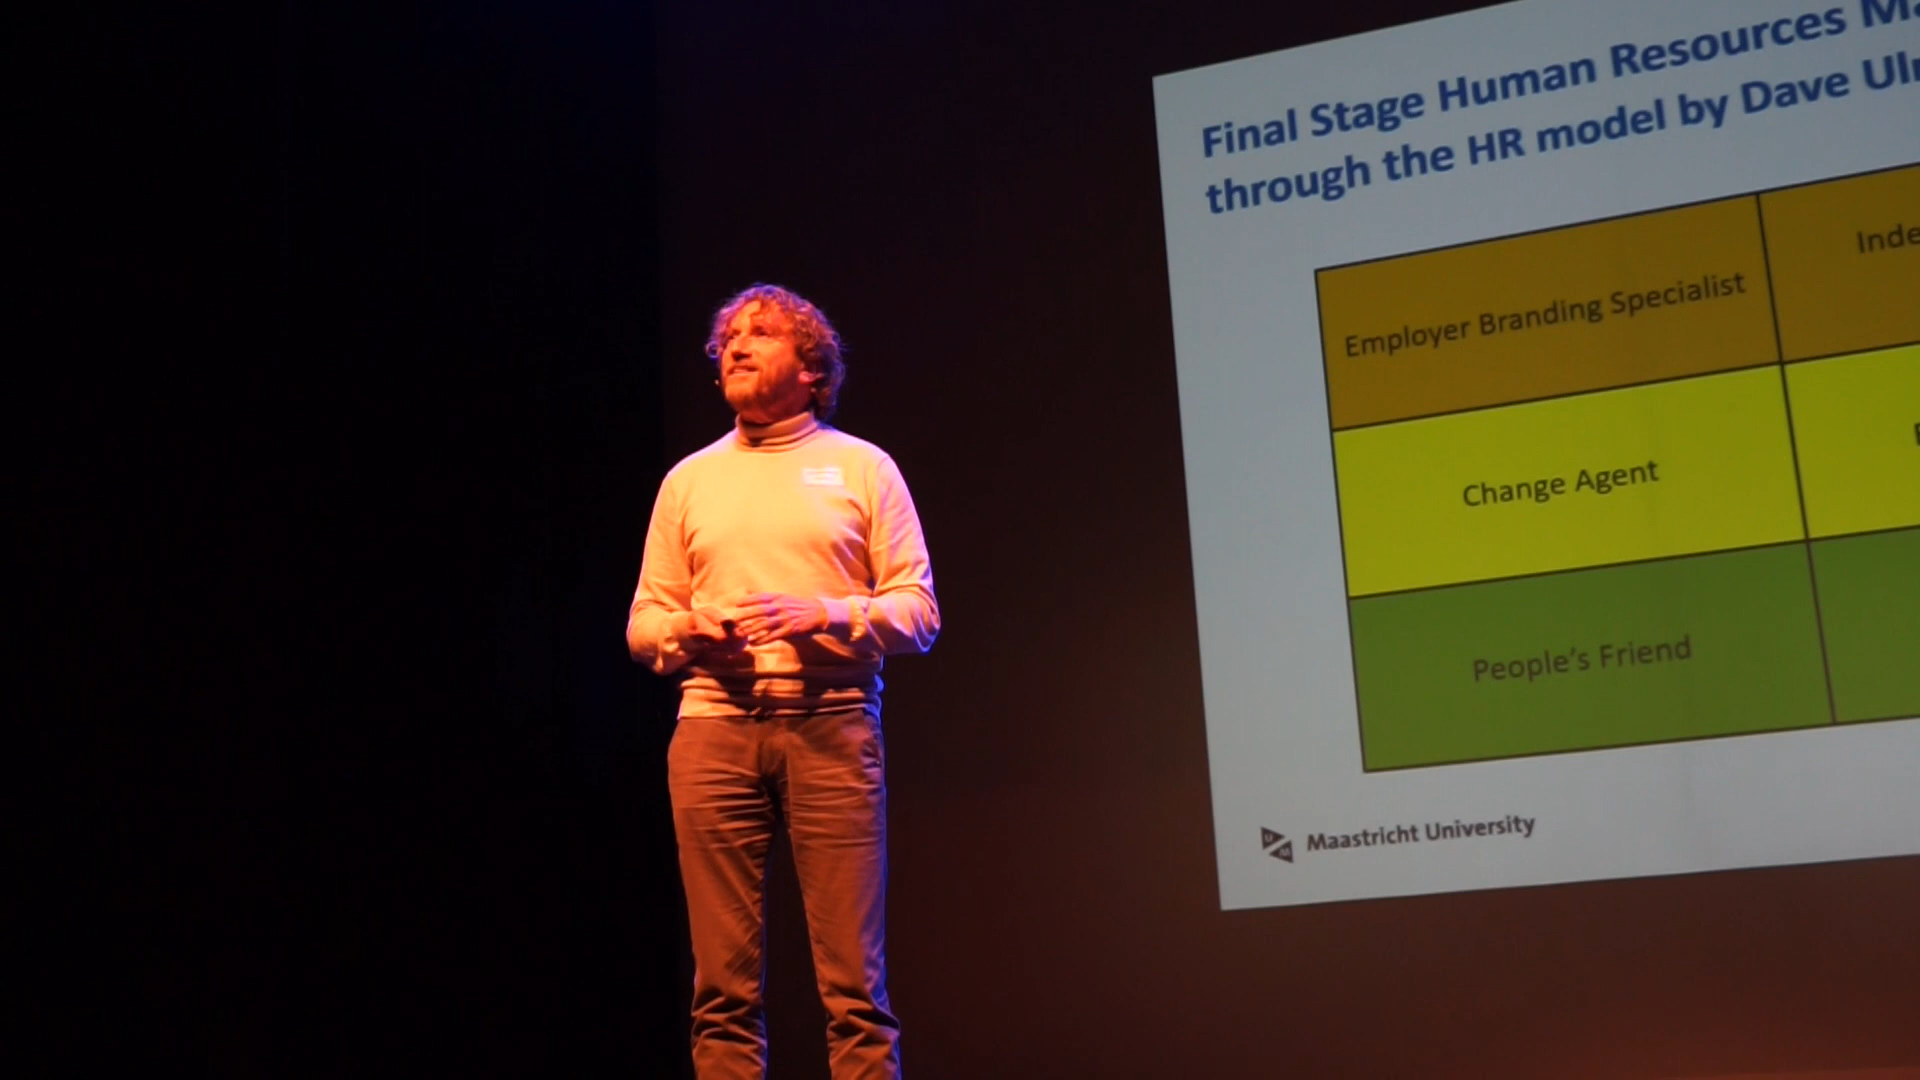 Final Stage Human Resources
through the HR model by Dave
Employer Branding Specialist
Change Agent
People's Friend
Maastricht University